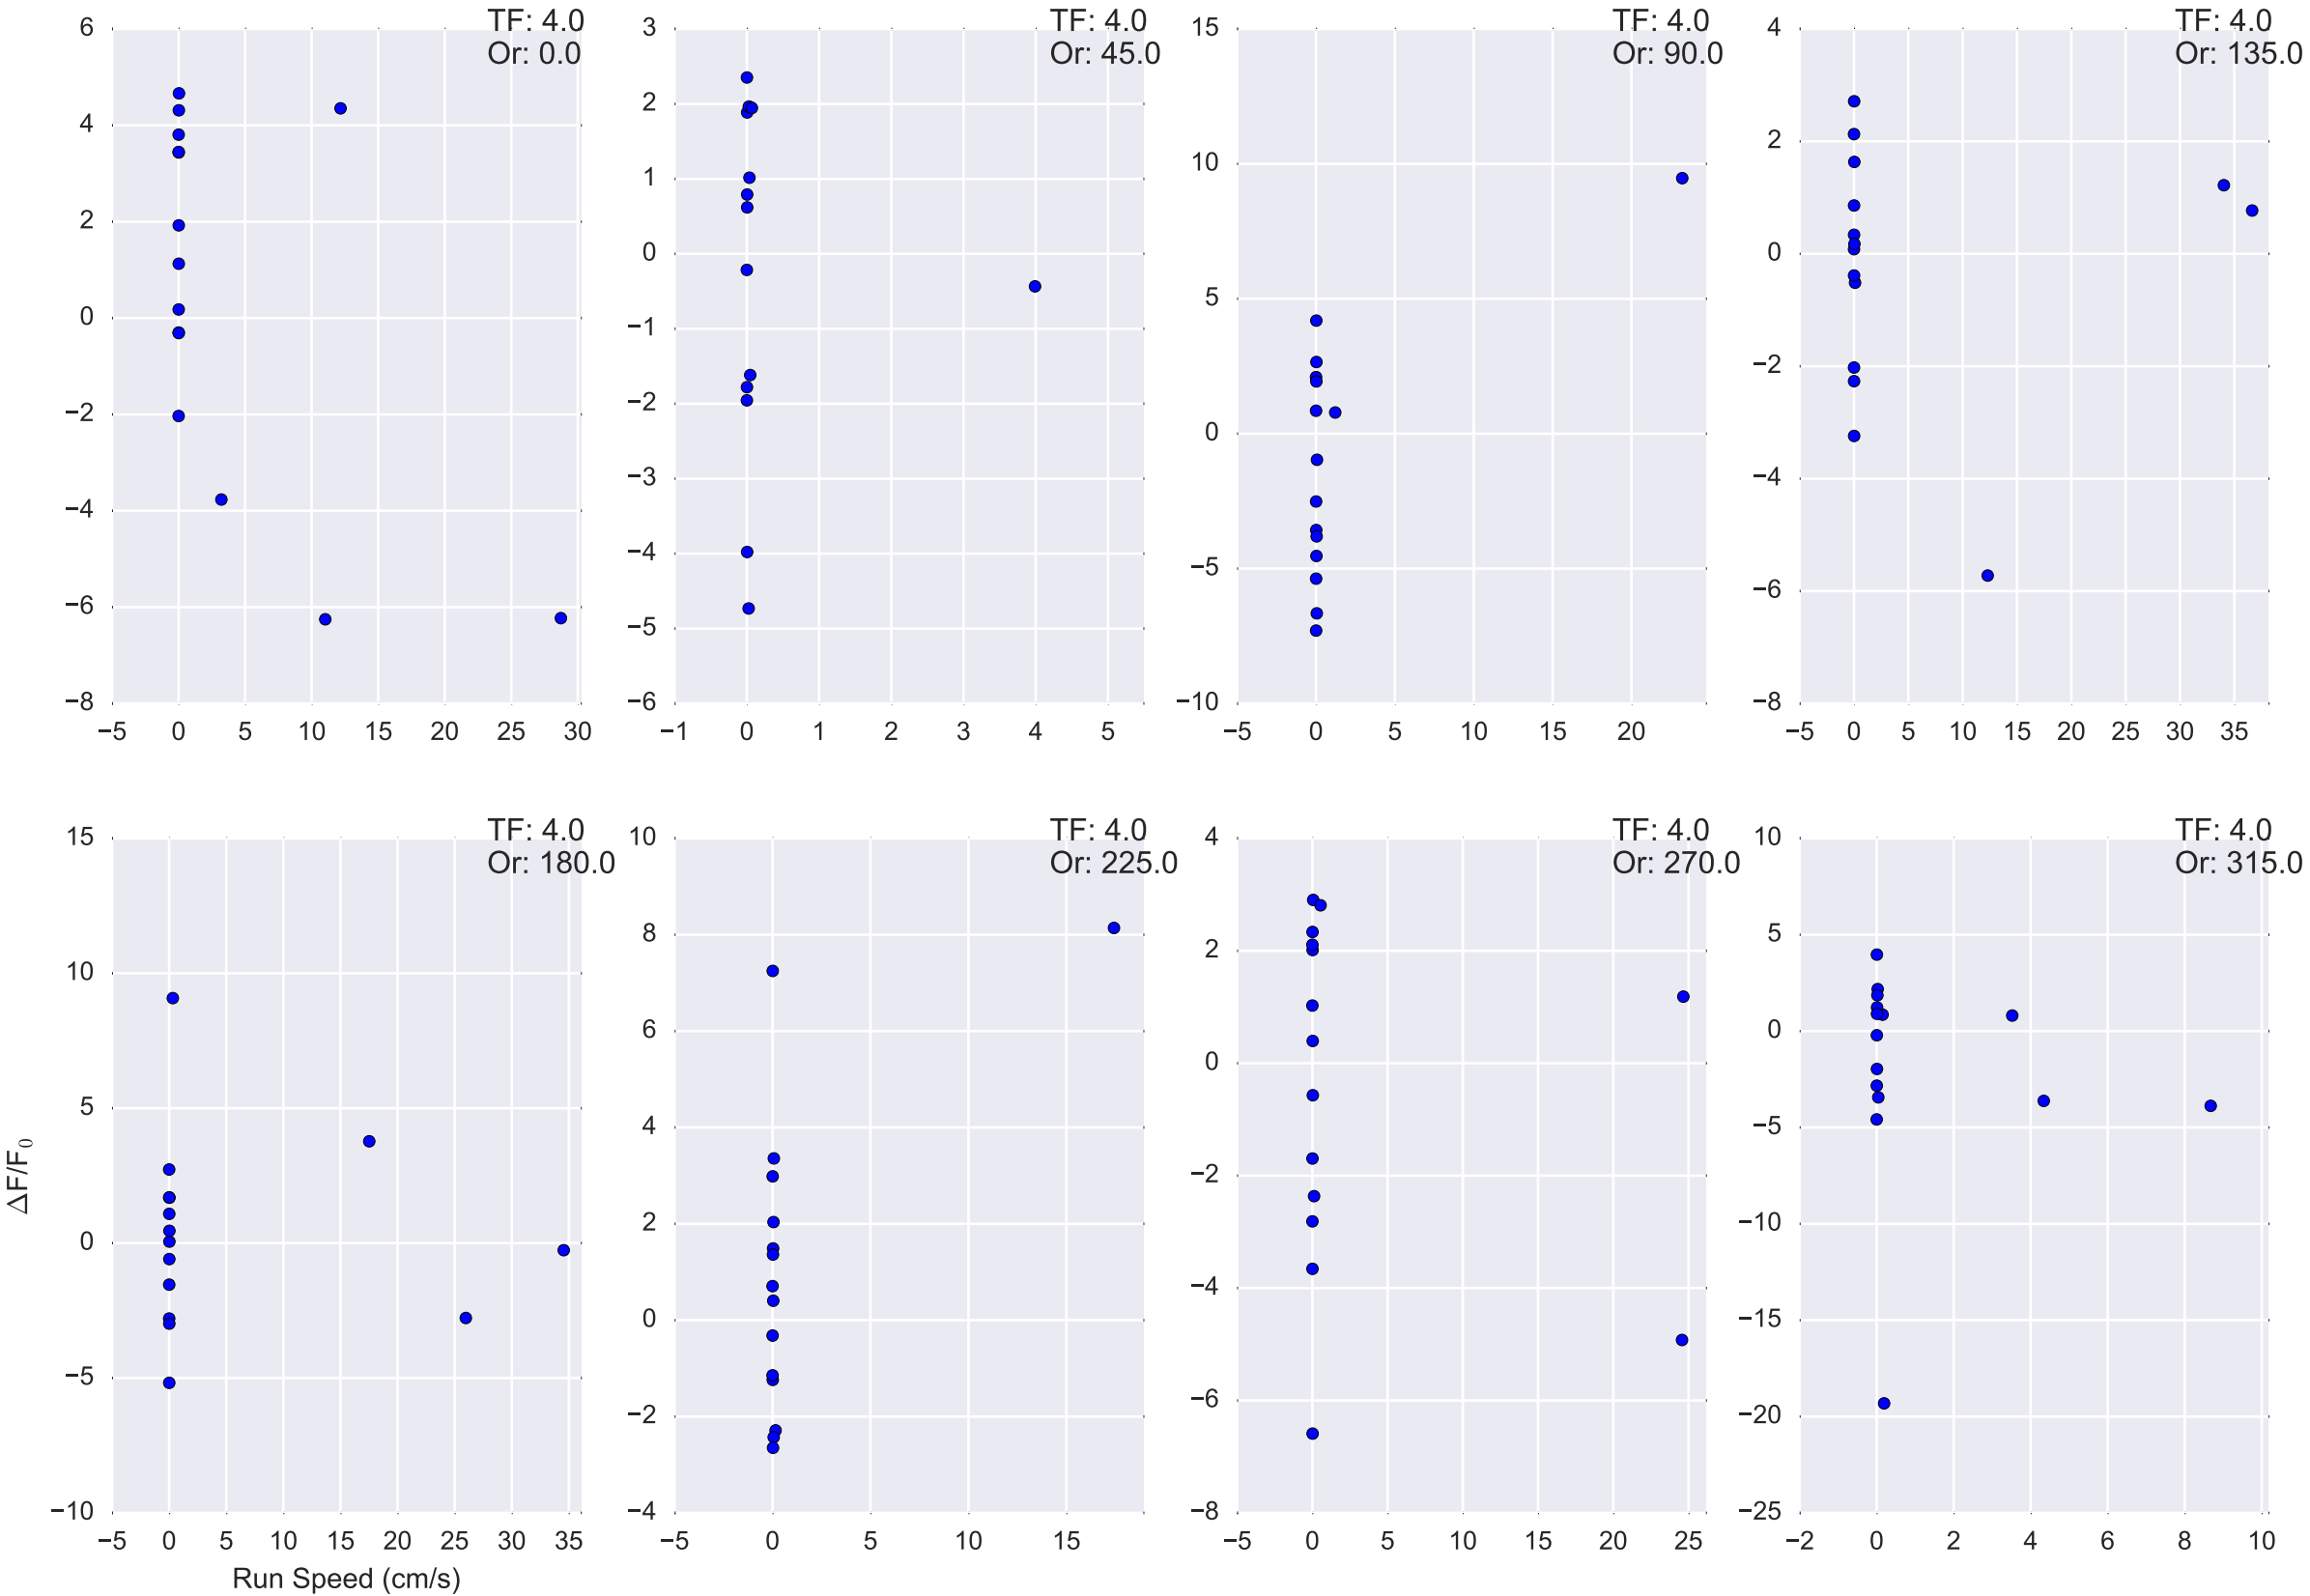 TF: 4.0
Or: 0.0
6
4
2
0
−2
−4
−6
−8
−5 0 5 10 15 20 25 30
TF: 4.0
Or: 45.0
3
2
1
0
−1
−2
−3
−4
−5
−6
−1 0 1 2 3 4 5
TF: 4.0
Or: 90.0
15
10
5
0
−5
−10
−5 0 5 10 15 20
TF: 4.0
Or: 135.0
4
2
0
−2
−4
−6
−8
−5 0 5 10 15 20 25 30 35
TF: 4.0
Or: 180.0
15
10
5
0
−5
−10
−5 0 5 10 15 20 25 30 35
ΔF/F₀
Run Speed (cm/s)
TF: 4.0
Or: 225.0
10
8
6
4
2
0
−2
−4
−5 0 5 10 15
TF: 4.0
Or: 270.0
4
2
0
−2
−4
−6
−8
−5 0 5 10 15 20 25
TF: 4.0
Or: 315.0
10
5
0
−5
−10
−15
−20
−25
−2 0 2 4 6 8 10